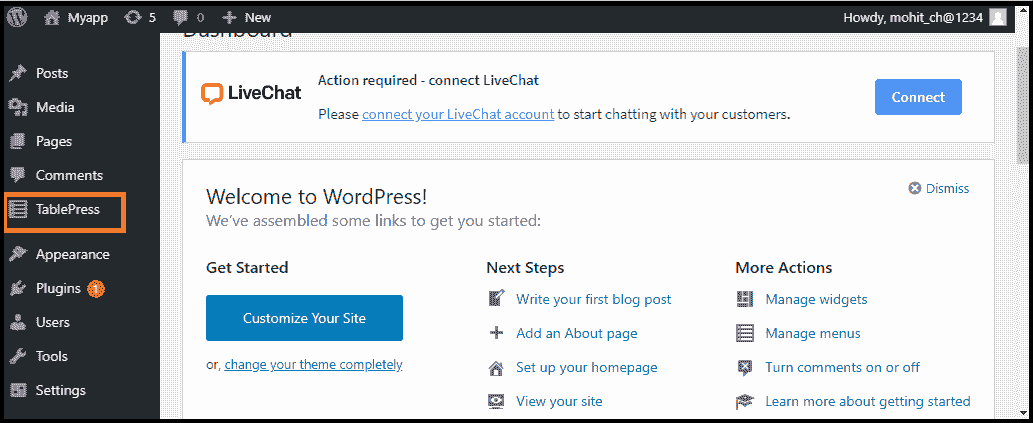 Myapp 5 0 + New Howdy, mohit_ch@1234
Dashboard
Posts
Media
Pages
Comments
TablePress
Appearance
Plugins 1
Users
Tools
Settings
LiveChat
Action required - connect LiveChat
Please connect your LiveChat account to start chatting with your customers.
Connect
Welcome to WordPress!
Dismiss
We've assembled some links to get you started:
Get Started
Customize Your Site
or, change your theme completely
Next Steps
Write your first blog post
Add an About page
Set up your homepage
View your site
More Actions
Manage widgets
Manage menus
Turn comments on or off
Learn more about getting started